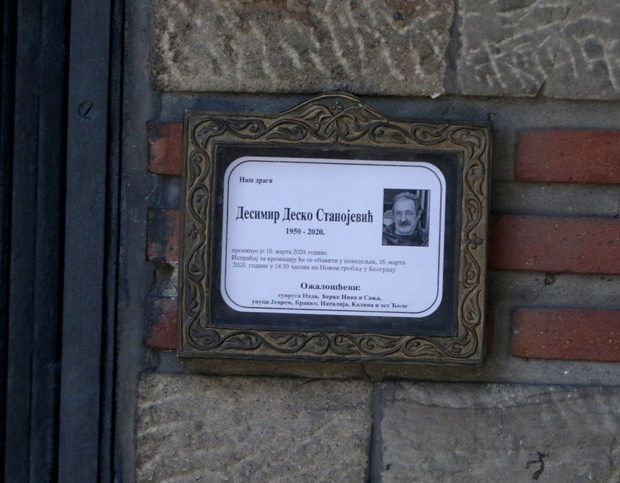 Наш драги
Десимир Деско Станојевић
1950 - 2020.
преминуо је 10. марта 2020. године.
Испраћај за кремацију ће се обавити у понедељак, 16. марта
2020. године у 14:30 часова на Новом гробљу у Београду.
Ожалошћени:
супруга Нада, ћерке Нина и Сања,
унуци Јеврем, Бранко, Наталија, Калина и зет Ђоле